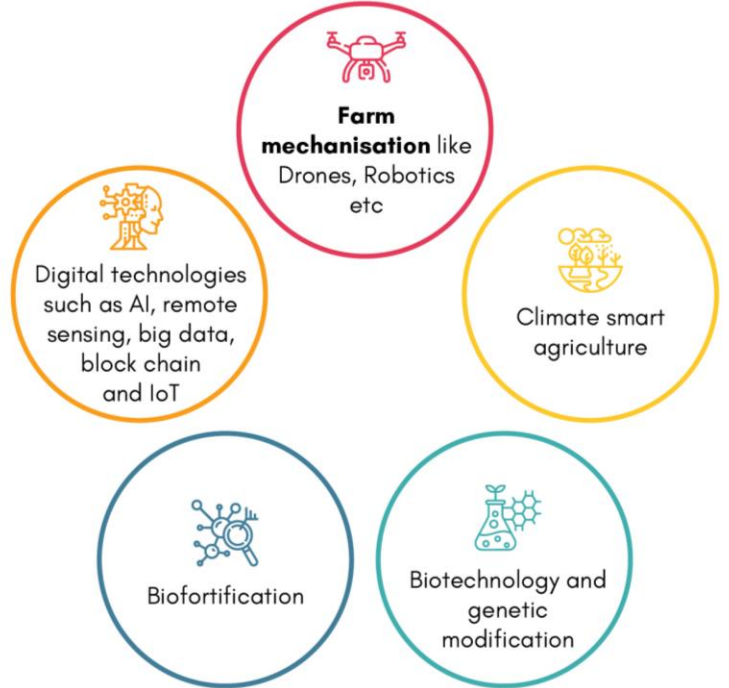 Farm
mechanisation like
Drones, Robotics
etc
Digital technologies
such as AI, remote
sensing, big data,
block chain
and IoT
Climate smart
agriculture
Biofortification
Biotechnology and
genetic
modification